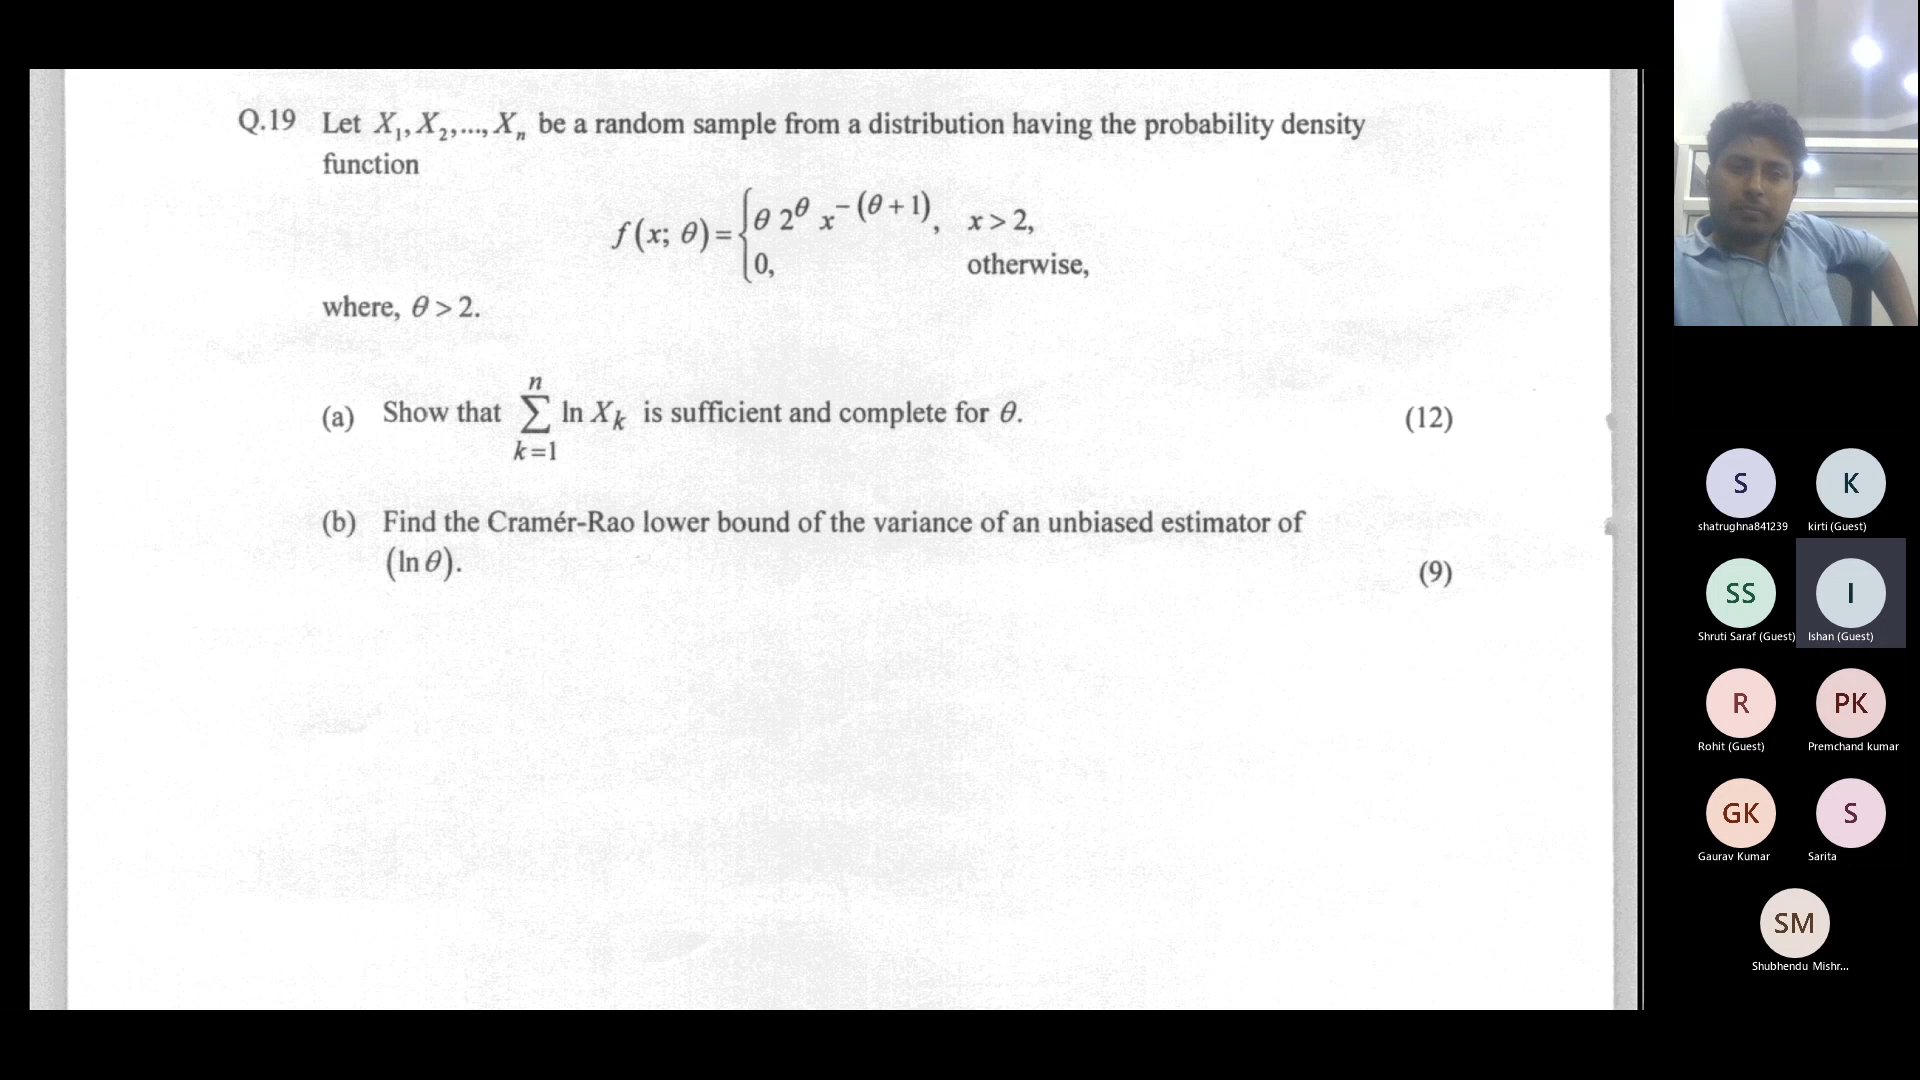 Q.19 Let X₁, X₂,..., Xₙ be a random sample from a distribution having the probability density
function
f(x; θ) = { θ 2^θ x^−(θ+1), x > 2,
0, otherwise,
where, θ > 2.
(a) Show that ∑_{k=1}^{n} ln X_k is sufficient and complete for θ. (12)
(b) Find the Cramér-Rao lower bound of the variance of an unbiased estimator of
(ln θ). (9)
S
K
shatrughna841239
kirti (Guest)
SS
I
Shruti Saraf (Guest)
Ishan (Guest)
R
PK
Rohit (Guest)
Premchand kumar
GK
S
Gaurav Kumar
Sarita
SM
Shubhendu Mishr...